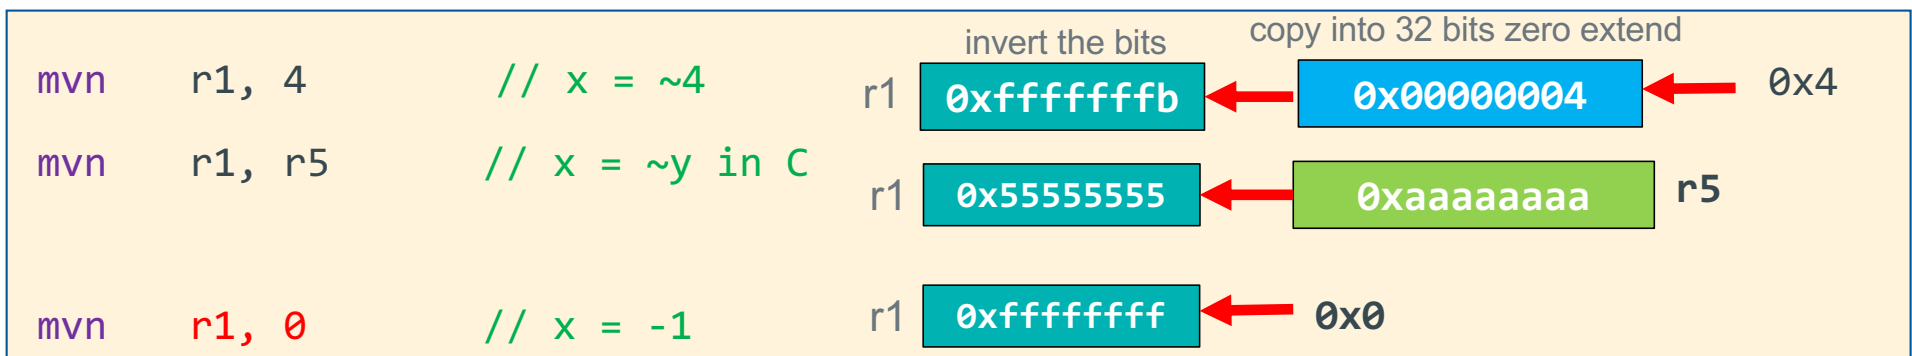 invert the bits copy into 32 bits zero extend
mvn r1, 4 // x = ~4 r1 0xfffffffb 0x00000004 0x4
mvn r1, r5 // x = ~y in C r1 0x55555555 0xaaaaaaaa r5
mvn r1, 0 // x = -1 r1 0xffffffff 0x0